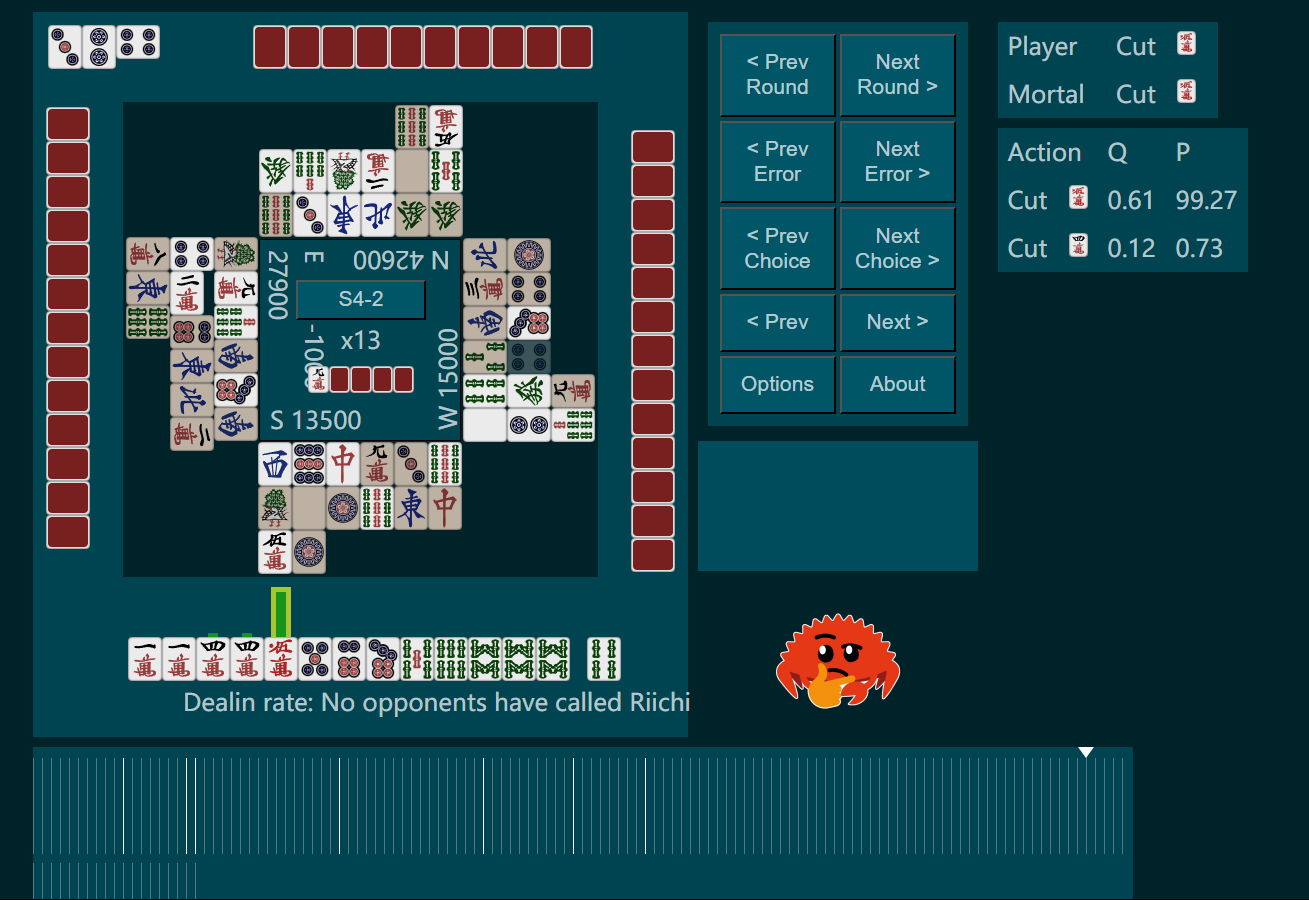 < Prev
Round
Next
Round >
< Prev
Error
Next
Error >
< Prev
Choice
Next
Choice >
< Prev
Next >
Options
About
Player Cut
Mortal Cut
Action Q P
Cut 0.61 99.27
Cut 0.12 0.73
E 27900
N 42600
S4-2
x13
W 15000
S 13500
Dealin rate: No opponents have called Riichi